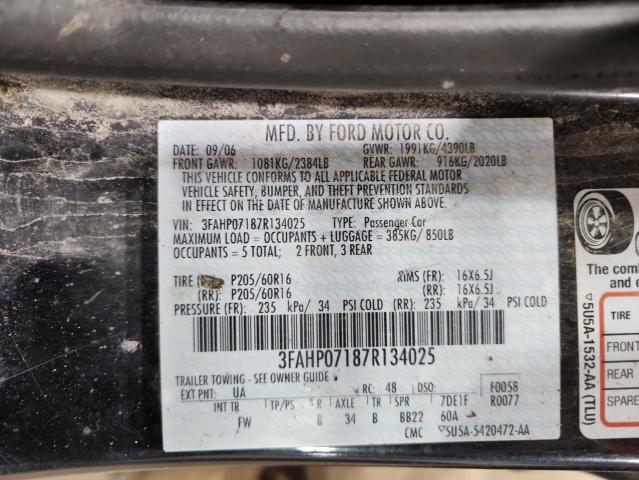 MFD. BY FORD MOTOR CO.
DATE: 09/06 GVWR: 1991KG/4390LB
FRONT GAWR: 1081KG/2384LB REAR GAWR: 916KG/2020LB
THIS VEHICLE CONFORMS TO ALL APPLICABLE FEDERAL MOTOR
VEHICLE SAFETY, BUMPER, AND THEFT PREVENTION STANDARDS
IN EFFECT ON THE DATE OF MANUFACTURE SHOWN ABOVE.
VIN: 3FAHP07187R134025 TYPE: Passenger Car
MAXIMUM LOAD = OCCUPANTS + LUGGAGE = 385KG/ 850LB
OCCUPANTS = 5 TOTAL; 2 FRONT, 3 REAR
TIRE P205/60R16 RIMS (FR): 16X6.5J
(RR): P205/60R16 (RR): 16X6.5J
PRESSURE (FR): 235 kPa/ 34 PSI COLD (RR): 235 kPa/ 34 PSI COLD
3FAHP07187R134025
TRAILER TOWING - SEE OWNER GUIDE
EXT PNT: UA RC: 48 DSO: F0058
INT TR TP/PS R AXLE TR SPR 7DE1F R0077
FW B 34 B BB22 60A
CMC ▽5U5A-5420472-AA
The com
and
TIRE
FRONT
REAR
SPARE
▽5U5A-1532-AA (TLU)